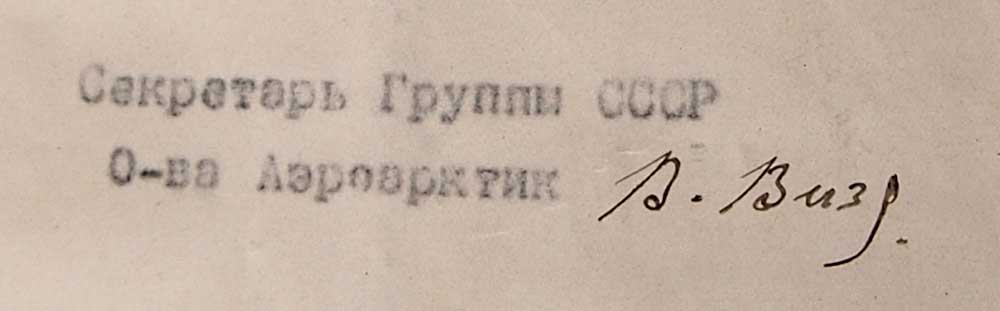 Секретарь Группы СССР
О-ва Аэроарктик В. Визе.